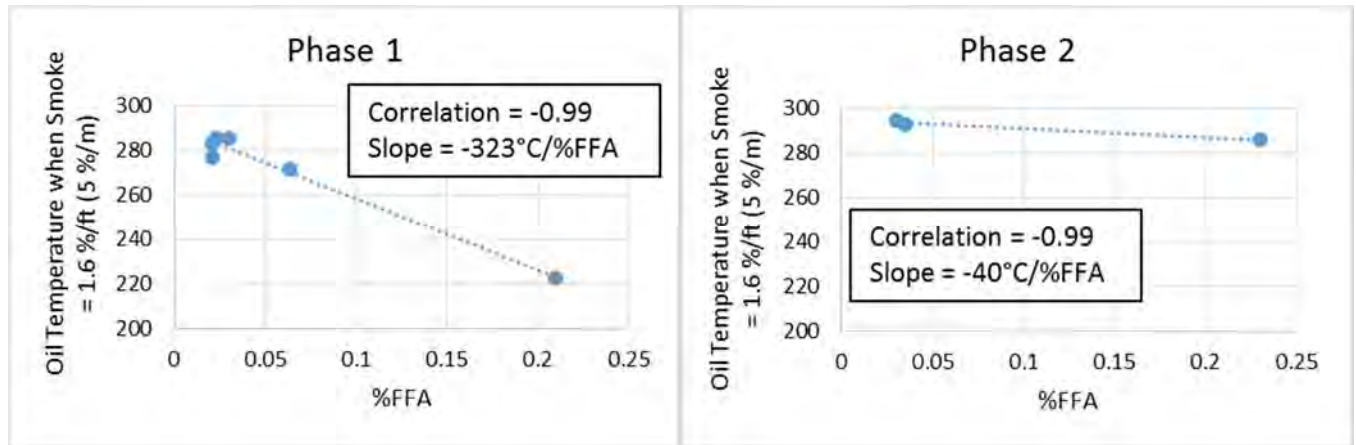 Phase 1
Oil Temperature when Smoke
= 1.6 %/ft (5 %/m)
300
280
260
240
220
200
Correlation = -0.99
Slope = -323°C/%FFA
0 0.05 0.1 0.15 0.2 0.25
%FFA
Phase 2
Oil Temperature when Smoke
= 1.6 %/ft (5 %/m)
300
280
260
240
220
200
Correlation = -0.99
Slope = -40°C/%FFA
0 0.05 0.1 0.15 0.2 0.25
%FFA